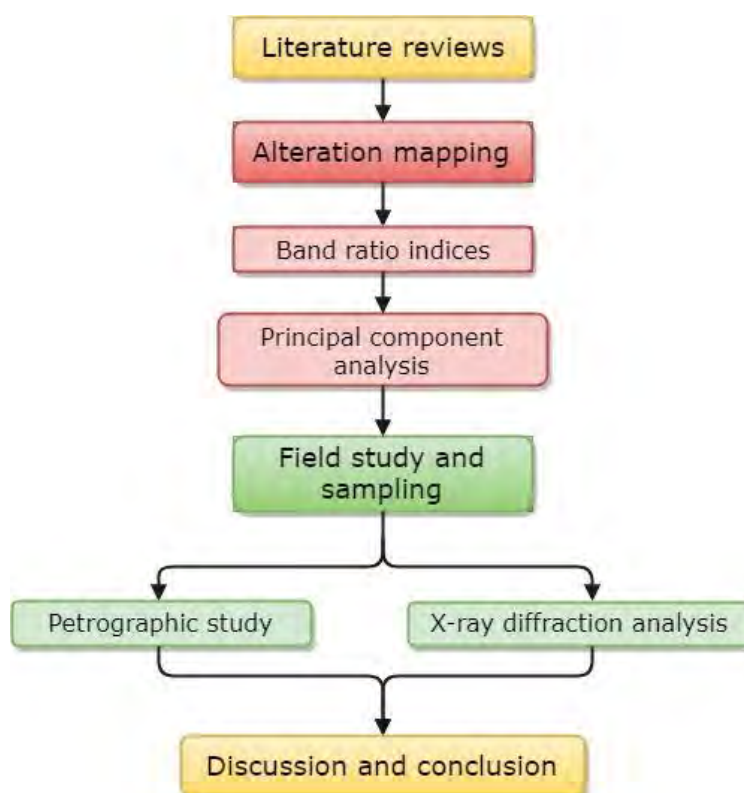 Literature reviews
Alteration mapping
Band ratio indices
Principal component
analysis
Field study and
sampling
Petrographic study
X-ray diffraction analysis
Discussion and conclusion